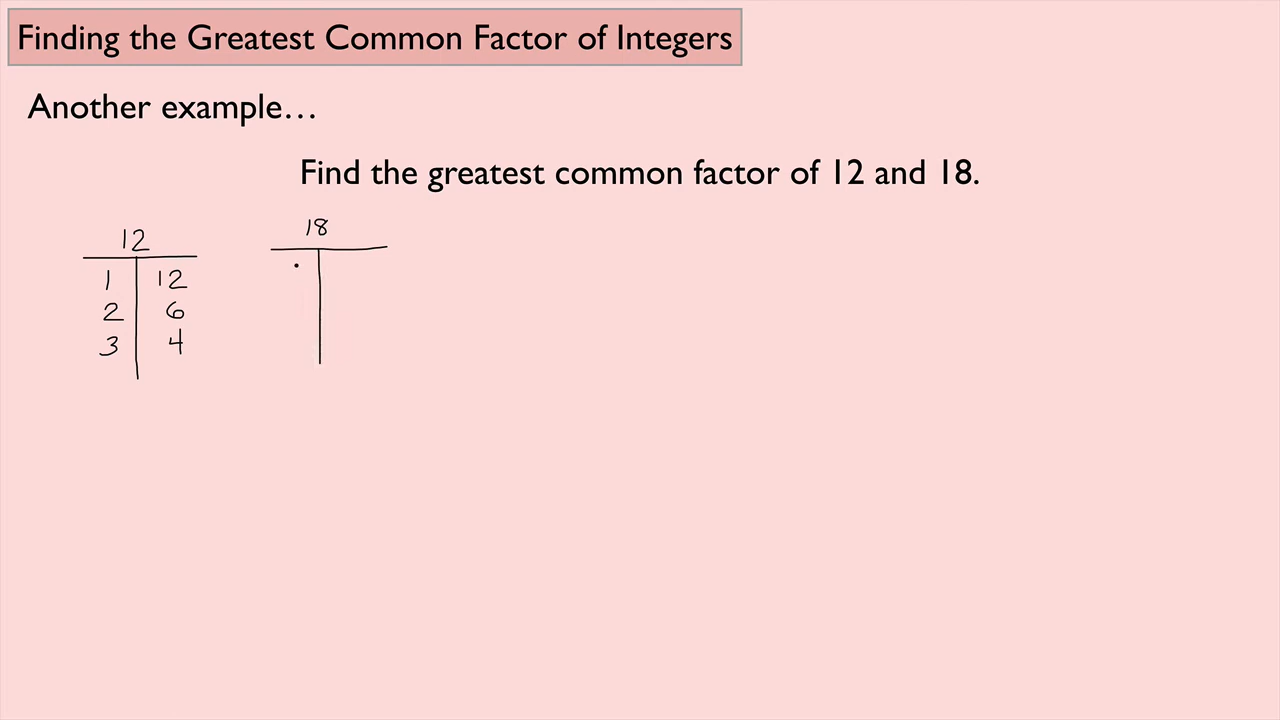 Finding the Greatest Common Factor of Integers
Another example…
Find the greatest common factor of 12 and 18.
12
1 12
2 6
3 4
18